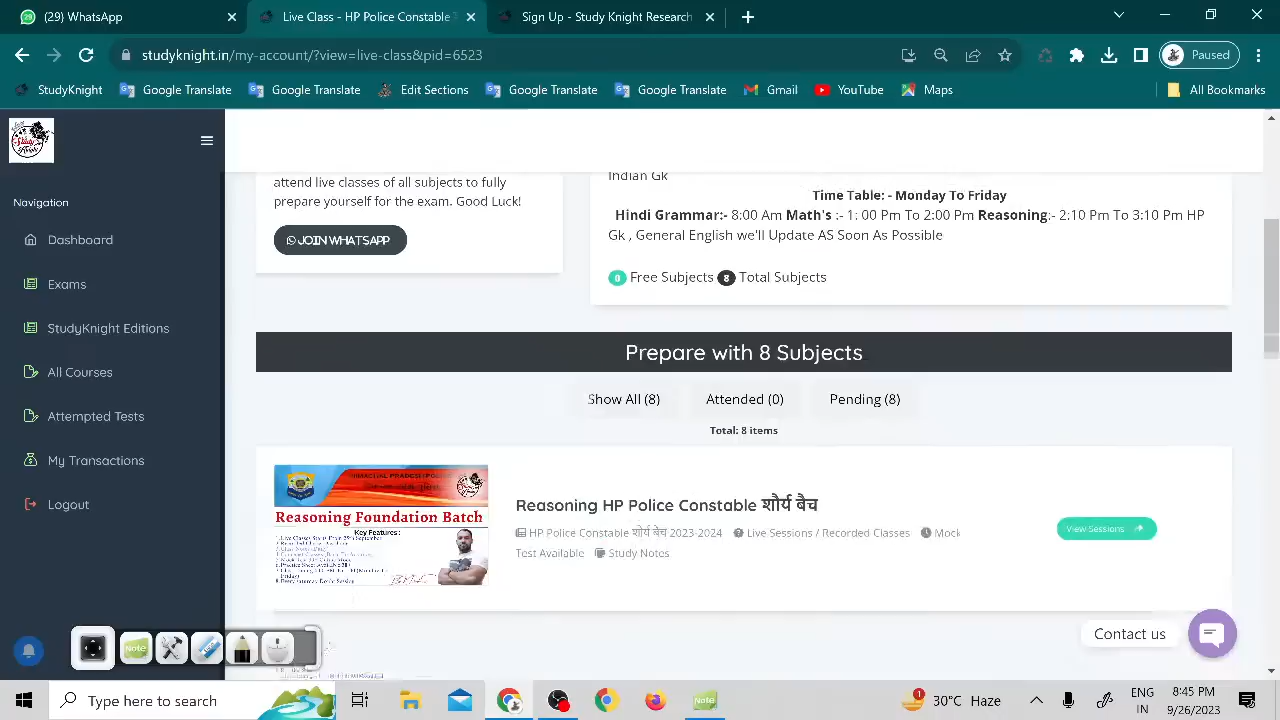 (29) WhatsApp
Live Class - HP Police Constable
Sign Up - Study Knight Research
studyknight.in/my-account/?view=live-class&pid=6523
Paused
StudyKnight
Google Translate
Google Translate
Edit Sections
Google Translate
Google Translate
Gmail
YouTube
Maps
All Bookmarks
Navigation
Dashboard
Exams
StudyKnight Editions
All Courses
Attempted Tests
My Transactions
Logout
attend live classes of all subjects to fully
prepare yourself for the exam. Good Luck!
JOIN WHATSAPP
Indian Gk
Time Table: - Monday To Friday
Hindi Grammar:- 8:00 Am Math's :- 1: 00 Pm To 2:00 Pm Reasoning:- 2:10 Pm To 3:10 Pm HP
Gk , General English we'll Update AS Soon As Possible
0 Free Subjects 8 Total Subjects
Prepare with 8 Subjects
Show All (8)
Attended (0)
Pending (8)
Total: 8 items
Reasoning Foundation Batch
Key Features :
Reasoning HP Police Constable शौर्य बैच
HP Police Constable शौर्य बैच 2023-2024 Live Sessions / Recorded Classes Mock
Test Available Study Notes
View Sessions
Contact us
Note
Type here to search
Note
1
30°C Haze
ENG
IN
8:45 PM
9/26/2023